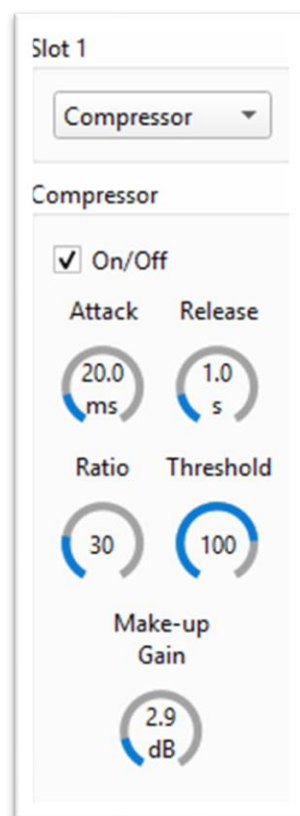 Slot 1
Compressor
Compressor
On/Off
Attack Release
20.0 1.0
ms s
Ratio Threshold
30 100
Make-up
Gain
2.9
dB